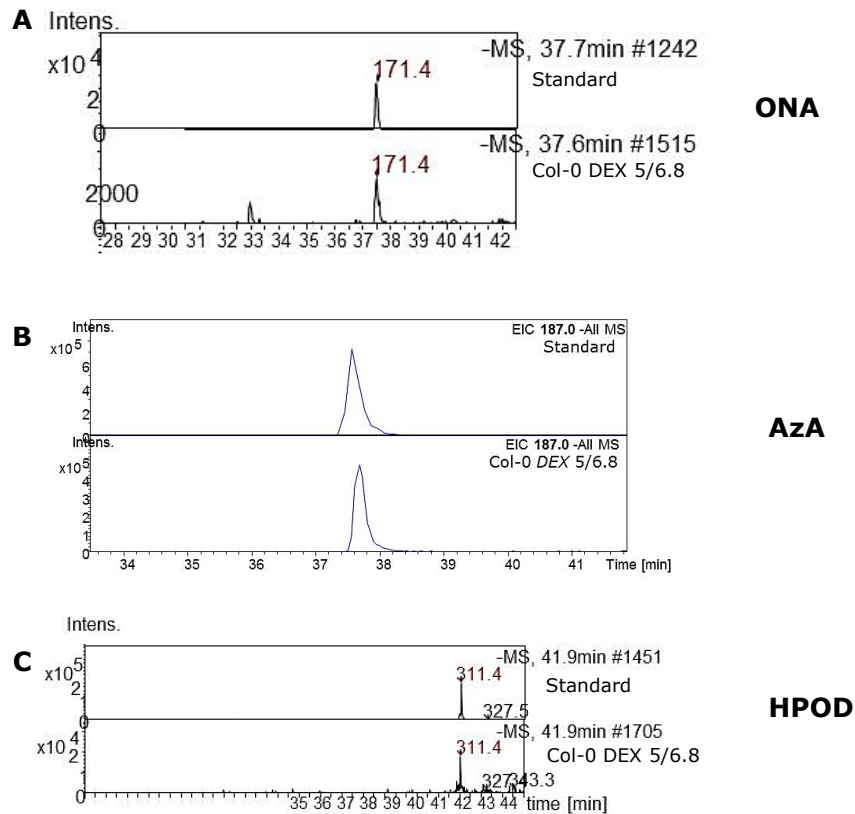 A Intens.
x10 4
-MS, 37.7min #1242
171.4
Standard
2
ONA
0
-MS, 37.6min #1515
171.4
Col-0 DEX 5/6.8
2000
0
28 29 30 31 32 33 34 35 36 37 38 39 40 41 42
B
Intens.
x10 5
EIC 187.0 -All MS
Standard
6
4
2
0
AzA
Intens.
x10 5
EIC 187.0 -All MS
Col-0 DEX 5/6.8
4
3
2
1
0
34 35 36 37 38 39 40 41 Time [min]
Intens.
C
x10 5
-MS, 41.9min #1451
311.4
Standard
2
327.5
HPOD
0
-MS, 41.9min #1705
x10 4
311.4
Col-0 DEX 5/6.8
2
327 343.3
0
35 36 37 38 39 40 41 42 43 44 time [min]